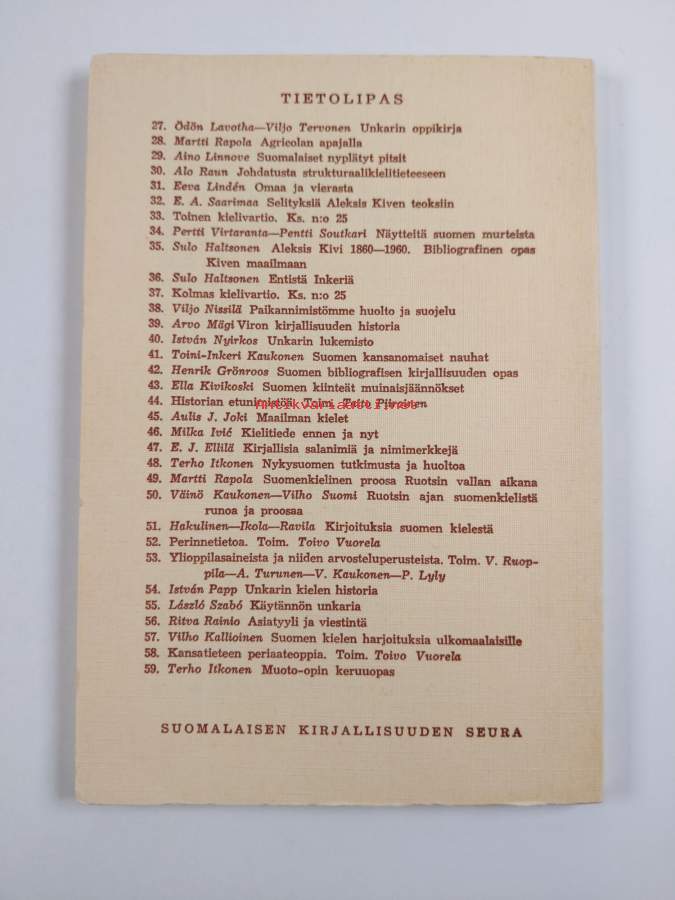 TIETOLIPAS
27. Ödön Lavotha—Viljo Tervonen Unkarin oppikirja
28. Martti Rapola Agricolan apajalla
29. Aino Linnove Suomalaiset nyplätyt pitsit
30. Alo Raun Johdatusta strukturaalikielitieteeseen
31. Eeva Lindén Omaa ja vierasta
32. E. A. Saarimaa Selityksiä Aleksis Kiven teoksiin
33. Toinen kielivartio. Ks. n:o 25
34. Pertti Virtaranta—Pentti Soutkari Näytteitä suomen murteista
35. Sulo Haltsonen Aleksis Kivi 1860—1960. Bibliografinen opas
Kiven maailmaan
36. Sulo Haltsonen Entistä Inkeriä
37. Kolmas kielivartio. Ks. n:o 25
38. Viljo Nissilä Paikannimistömme huolto ja suojelu
39. Arvo Mägi Viron kirjallisuuden historia
40. István Nyirkos Unkarin lukemisto
41. Toini-Inkeri Kaukonen Suomen kansanomaiset nauhat
42. Henrik Grönroos Suomen bibliografisen kirjallisuuden opas
43. Ella Kivikoski Suomen kiinteät muinaisjäännökset
44. Historian etunimistöä Toim. Tero Piirainen
45. Aulis J. Joki Maailman kielet
46. Milka Ivić Kielitiede ennen ja nyt
47. E. J. Ellilä Kirjallisia salanimiä ja nimimerkkejä
48. Terho Itkonen Nykysuomen tutkimusta ja huoltoa
49. Martti Rapola Suomenkielinen proosa Ruotsin vallan aikana
50. Väinö Kaukonen—Vilho Suomi Ruotsin ajan suomenkielistä
runoa ja proosaa
51. Hakulinen—Ikola—Ravila Kirjoituksia suomen kielestä
52. Perinnetietoa. Toim. Toivo Vuorela
53. Ylioppilasaineista ja niiden arvosteluperusteista. Toim. V. Ruop-
pila—A. Turunen—V. Kaukonen—P. Lyly
54. István Papp Unkarin kielen historia
55. László Szabó Käytännön unkaria
56. Ritva Rainio Asiatyyli ja viestintä
57. Vilho Kallioinen Suomen kielen harjoituksia ulkomaalaisille
58. Kansatieteen periaateoppia. Toim. Toivo Vuorela
59. Terho Itkonen Muoto-opin keruuopas
SUOMALAISEN KIRJALLISUUDEN SEURA